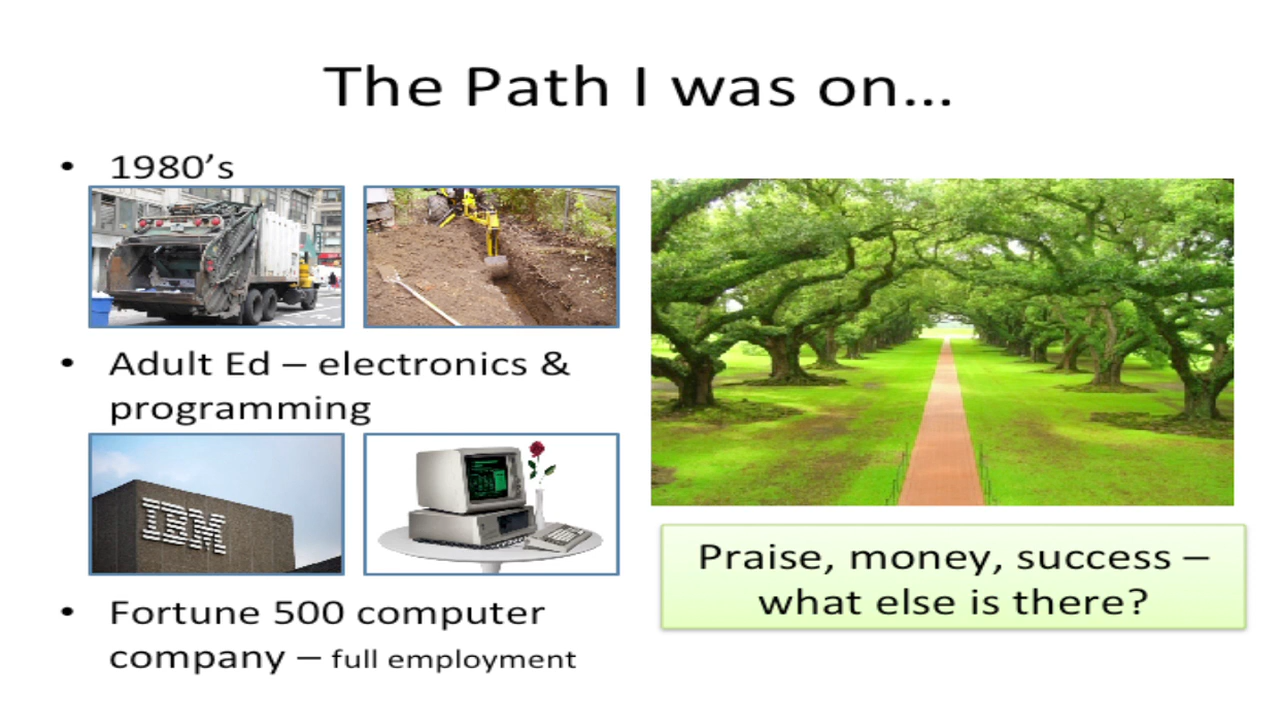 The Path I was on…
• 1980’s
• Adult Ed – electronics &
programming
IBM
• Fortune 500 computer
company – full employment
Praise, money, success –
what else is there?